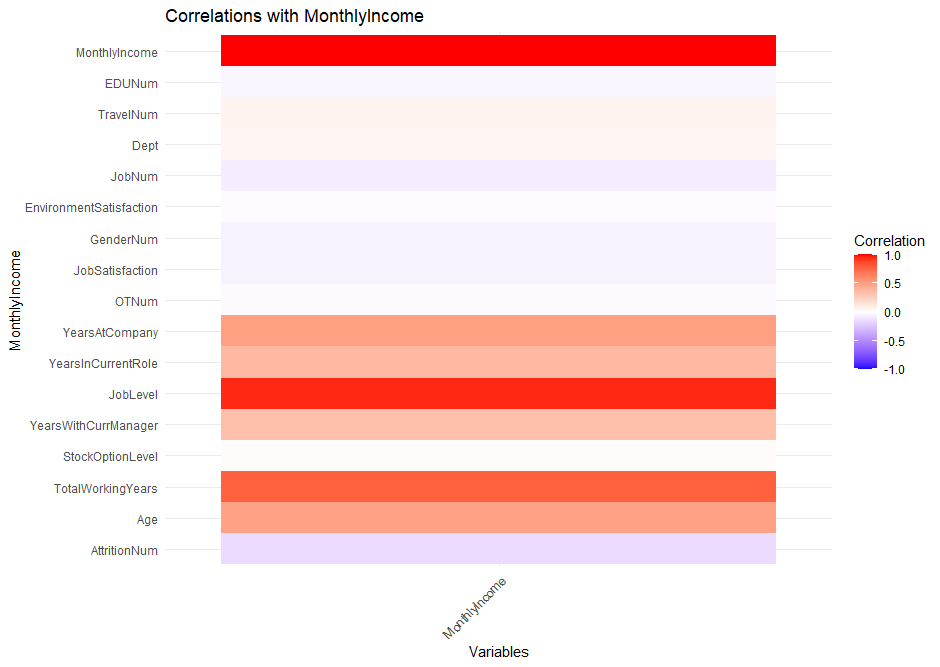 Correlations with MonthlyIncome
MonthlyIncome
MonthlyIncome
EDUNum
TravelNum
Dept
JobNum
EnvironmentSatisfaction
GenderNum
JobSatisfaction
OTNum
YearsAtCompany
YearsInCurrentRole
JobLevel
YearsWithCurrManager
StockOptionLevel
TotalWorkingYears
Age
AttritionNum
MonthlyIncome
Variables
Correlation
1.0
0.5
0.0
-0.5
-1.0